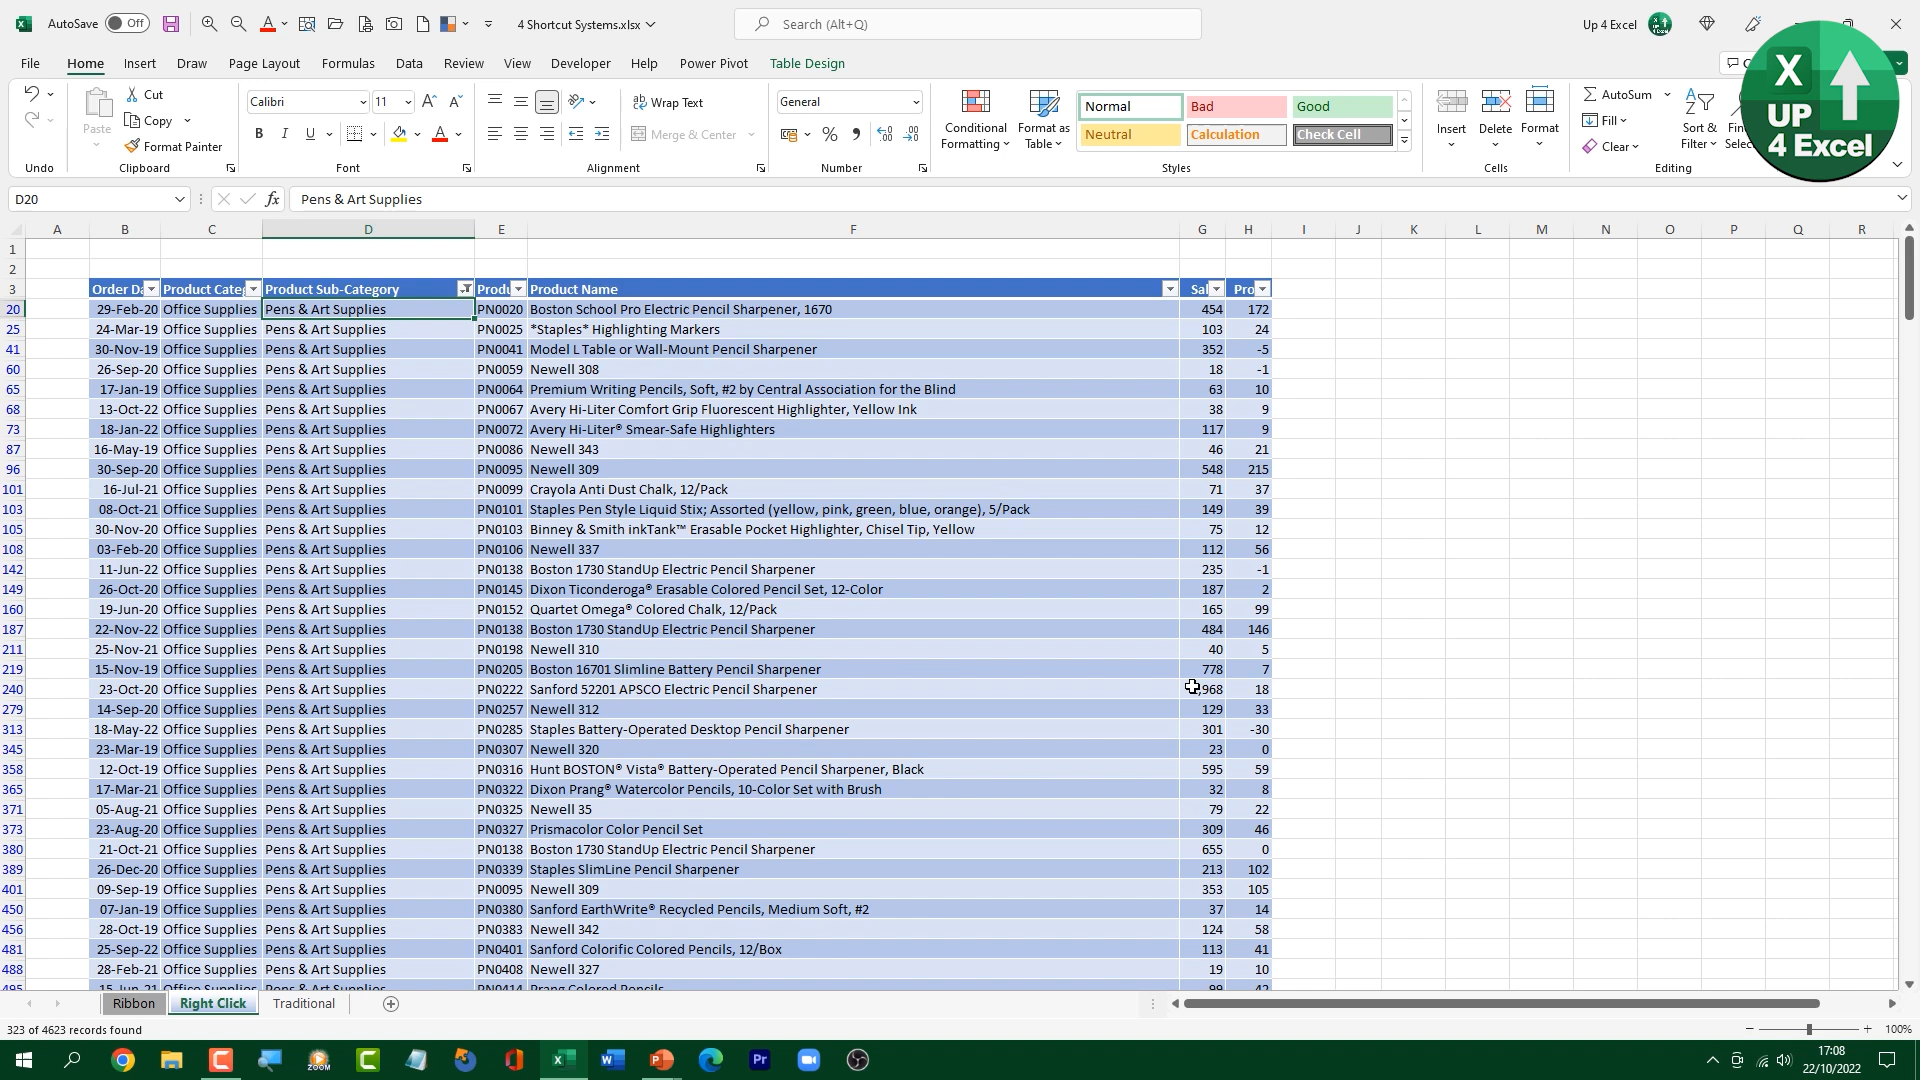 AutoSave Off 4 Shortcut Systems.xlsx Search (Alt+Q) Up 4 Excel
File Home Insert Draw Page Layout Formulas Data Review View Developer Help Power Pivot Table Design
Cut
Copy
Format Painter
Paste
Calibri 11
B I U
Wrap Text
Merge & Center
General
Conditional Formatting
Format as Table
Normal Bad Good
Neutral Calculation Check Cell
Insert Delete Format
AutoSum
Fill
Clear
Sort & Filter
Undo Clipboard Font Alignment Number Styles Cells Editing
X UP 4 Excel
D20 fx Pens & Art Supplies
A B C D E F G H I J K L M N O P Q R
1
2
3 Order Da Product Categ Product Sub-Category Produ Product Name Sal Pro
20 29-Feb-20 Office Supplies Pens & Art Supplies PN0020 Boston School Pro Electric Pencil Sharpener, 1670 454 172
25 24-Mar-19 Office Supplies Pens & Art Supplies PN0025 *Staples* Highlighting Markers 103 24
41 30-Nov-19 Office Supplies Pens & Art Supplies PN0041 Model L Table or Wall-Mount Pencil Sharpener 352 -5
60 26-Sep-20 Office Supplies Pens & Art Supplies PN0059 Newell 308 18 -1
65 17-Jan-19 Office Supplies Pens & Art Supplies PN0064 Premium Writing Pencils, Soft, #2 by Central Association for the Blind 63 10
68 13-Oct-22 Office Supplies Pens & Art Supplies PN0067 Avery Hi-Liter Comfort Grip Fluorescent Highlighter, Yellow Ink 38 9
73 18-Jan-22 Office Supplies Pens & Art Supplies PN0072 Avery Hi-Liter® Smear-Safe Highlighters 117 9
87 16-May-19 Office Supplies Pens & Art Supplies PN0086 Newell 343 46 21
96 30-Sep-20 Office Supplies Pens & Art Supplies PN0095 Newell 309 548 215
101 16-Jul-21 Office Supplies Pens & Art Supplies PN0099 Crayola Anti Dust Chalk, 12/Pack 71 37
103 08-Oct-21 Office Supplies Pens & Art Supplies PN0101 Staples Pen Style Liquid Stix; Assorted (yellow, pink, green, blue, orange), 5/Pack 149 39
105 30-Nov-20 Office Supplies Pens & Art Supplies PN0103 Binney & Smith inkTank™ Erasable Pocket Highlighter, Chisel Tip, Yellow 75 12
108 03-Feb-20 Office Supplies Pens & Art Supplies PN0106 Newell 337 112 56
142 11-Jun-22 Office Supplies Pens & Art Supplies PN0138 Boston 1730 StandUp Electric Pencil Sharpener 235 -1
149 26-Oct-20 Office Supplies Pens & Art Supplies PN0145 Dixon Ticonderoga® Erasable Colored Pencil Set, 12-Color 187 2
160 19-Jun-20 Office Supplies Pens & Art Supplies PN0152 Quartet Omega® Colored Chalk, 12/Pack 165 99
187 22-Nov-22 Office Supplies Pens & Art Supplies PN0138 Boston 1730 StandUp Electric Pencil Sharpener 484 146
211 25-Nov-21 Office Supplies Pens & Art Supplies PN0198 Newell 310 40 5
219 15-Nov-19 Office Supplies Pens & Art Supplies PN0205 Boston 16701 Slimline Battery Pencil Sharpener 778 7
240 23-Oct-20 Office Supplies Pens & Art Supplies PN0222 Sanford 52201 APSCO Electric Pencil Sharpener 968 18
279 14-Sep-20 Office Supplies Pens & Art Supplies PN0257 Newell 312 129 33
313 18-May-22 Office Supplies Pens & Art Supplies PN0285 Staples Battery-Operated Desktop Pencil Sharpener 301 -30
345 23-Mar-19 Office Supplies Pens & Art Supplies PN0307 Newell 320 23 0
358 12-Oct-19 Office Supplies Pens & Art Supplies PN0316 Hunt BOSTON® Vista® Battery-Operated Pencil Sharpener, Black 595 59
365 17-Mar-21 Office Supplies Pens & Art Supplies PN0322 Dixon Prang® Watercolor Pencils, 10-Color Set with Brush 32 8
371 05-Aug-21 Office Supplies Pens & Art Supplies PN0325 Newell 35 79 22
373 23-Aug-20 Office Supplies Pens & Art Supplies PN0327 Prismacolor Color Pencil Set 309 46
380 21-Oct-21 Office Supplies Pens & Art Supplies PN0138 Boston 1730 StandUp Electric Pencil Sharpener 655 0
389 26-Dec-20 Office Supplies Pens & Art Supplies PN0339 Staples SlimLine Pencil Sharpener 213 102
401 09-Sep-19 Office Supplies Pens & Art Supplies PN0095 Newell 309 353 105
450 07-Jan-19 Office Supplies Pens & Art Supplies PN0380 Sanford EarthWrite® Recycled Pencils, Medium Soft, #2 37 14
456 28-Oct-19 Office Supplies Pens & Art Supplies PN0383 Newell 342 124 58
481 25-Sep-22 Office Supplies Pens & Art Supplies PN0401 Sanford Colorific Colored Pencils, 12/Box 113 41
488 28-Feb-21 Office Supplies Pens & Art Supplies PN0408 Newell 327 19 10
495 15-Jun-21 Office Supplies Pens & Art Supplies PN0414 Prang Colored Pencils 99 42
Ribbon Right Click Traditional
323 of 4623 records found 100%
ZOOM
17:08
22/10/2022